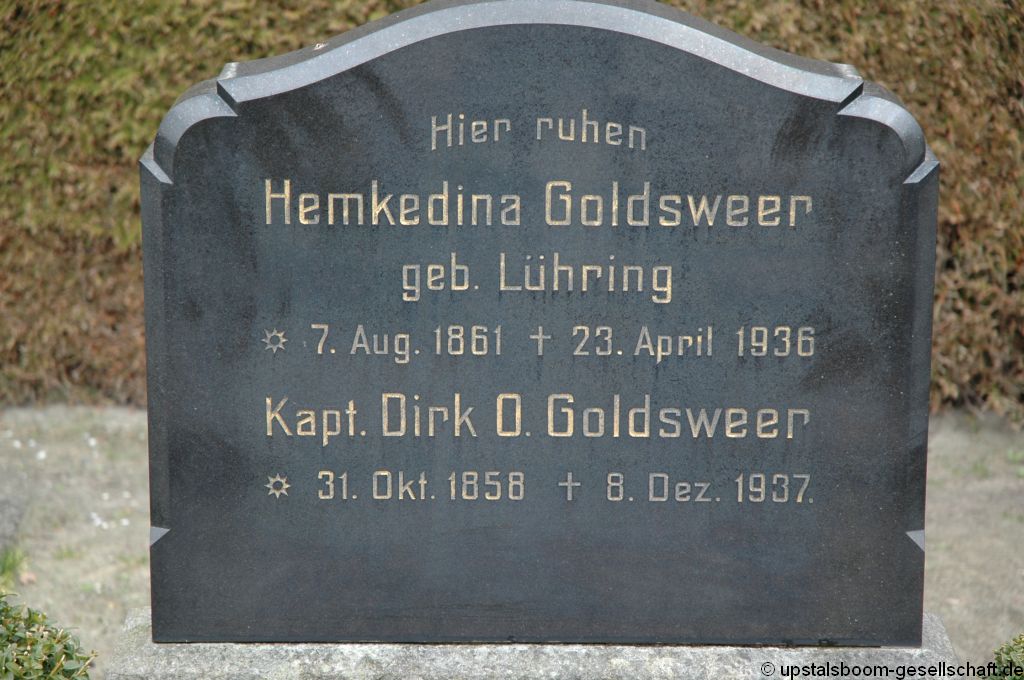 Hier ruhen
Hemkedina Goldsweer
geb. Lühring
✵ 7. Aug. 1861 † 23. April 1936
Kapt. Dirk O. Goldsweer
✵ 31. Okt. 1858 † 8. Dez. 1937.
© upstalsboom-gesellschaft.de